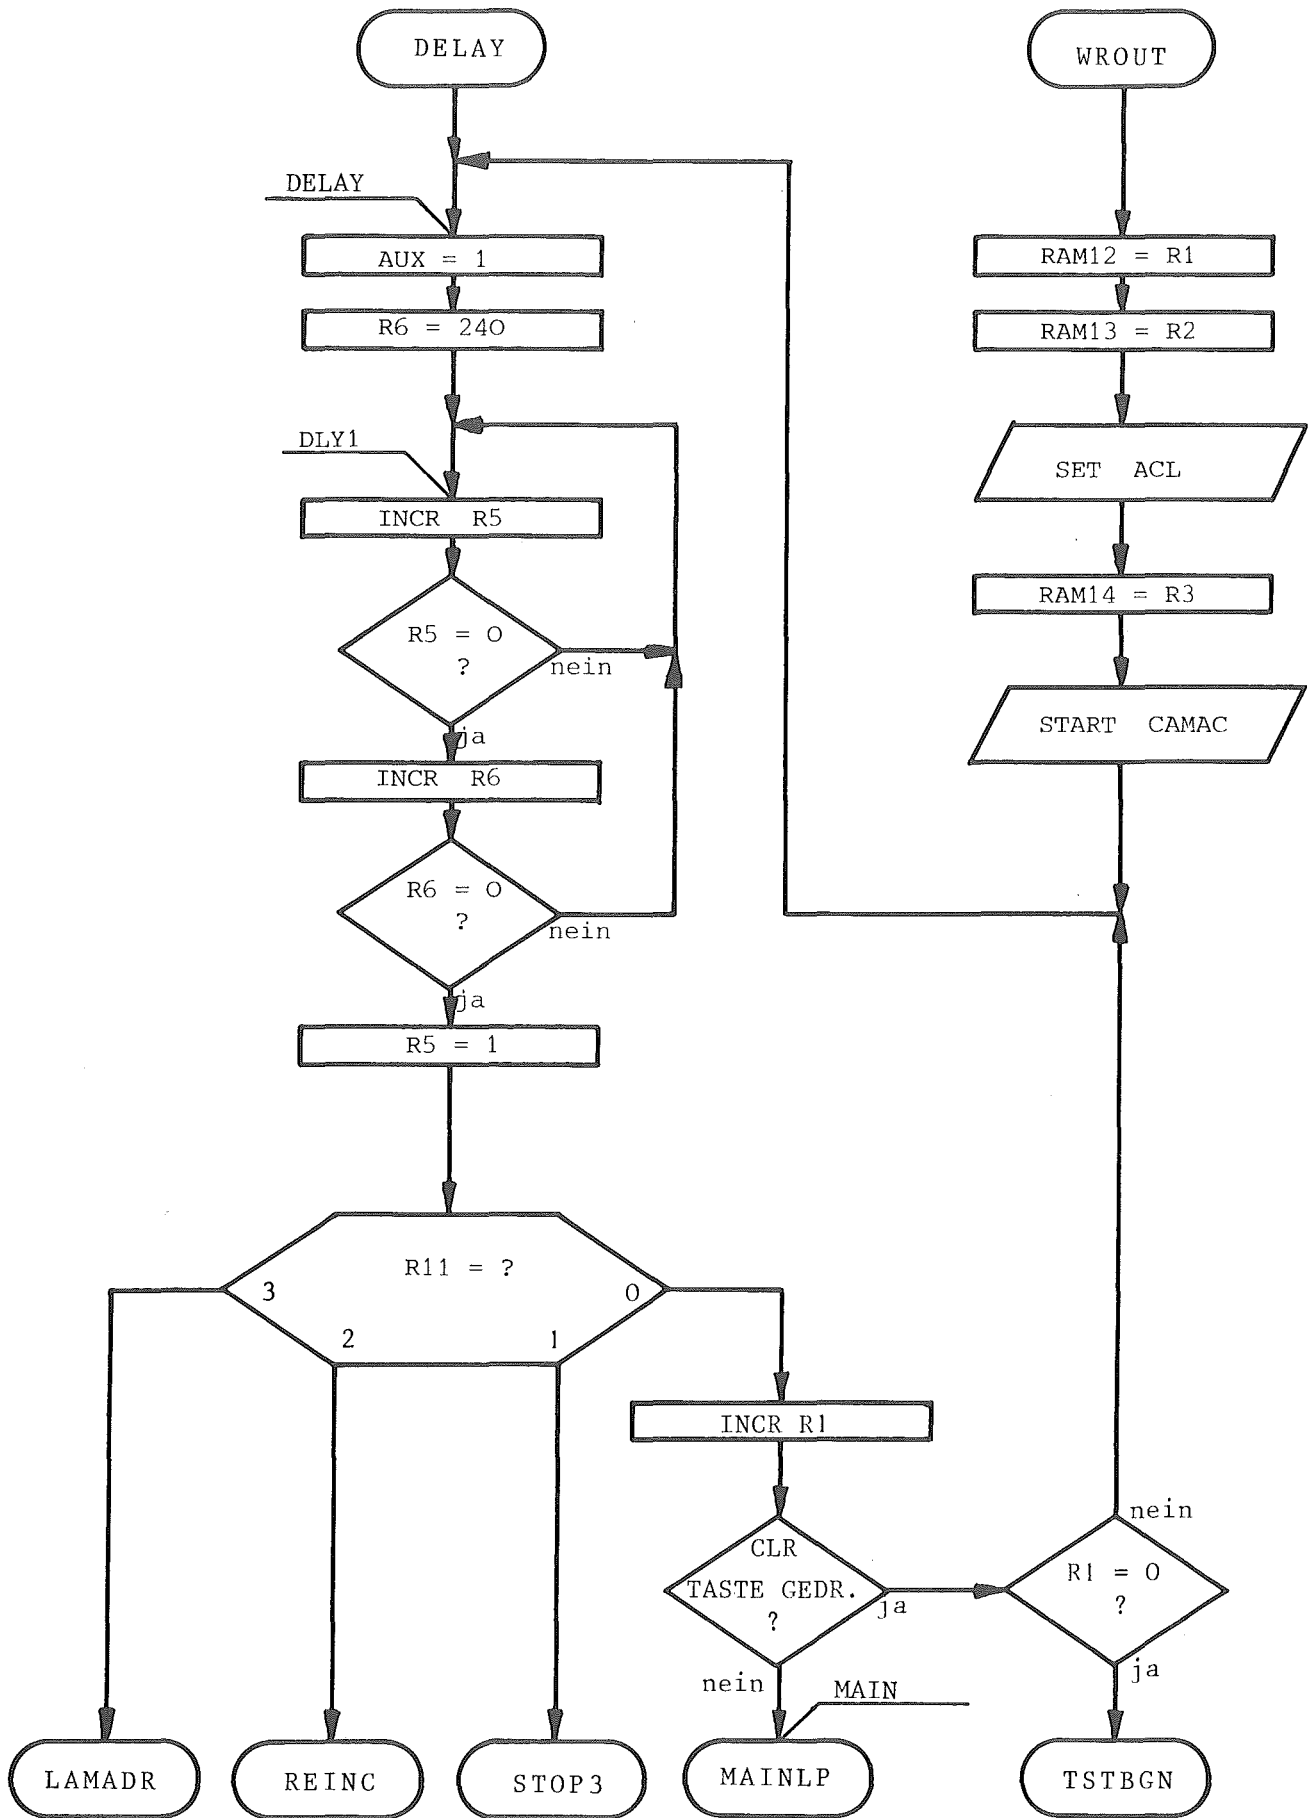 DELAY
WROUT
DELAY
AUX = 1
RAM12 = R1
R6 = 240
RAM13 = R2
DLY1
SET ACL
INCR R5
RAM14 = R3
R5 = 0
?
nein
ja
START CAMAC
INCR R6
R6 = 0
?
nein
ja
R5 = 1
R11 = ?
3
0
2
1
INCR R1
nein
CLR
TASTE GEDR.
?
ja
R1 = 0
?
nein
ja
MAIN
LAMADR
REINC
STOP3
MAINLP
TSTBGN